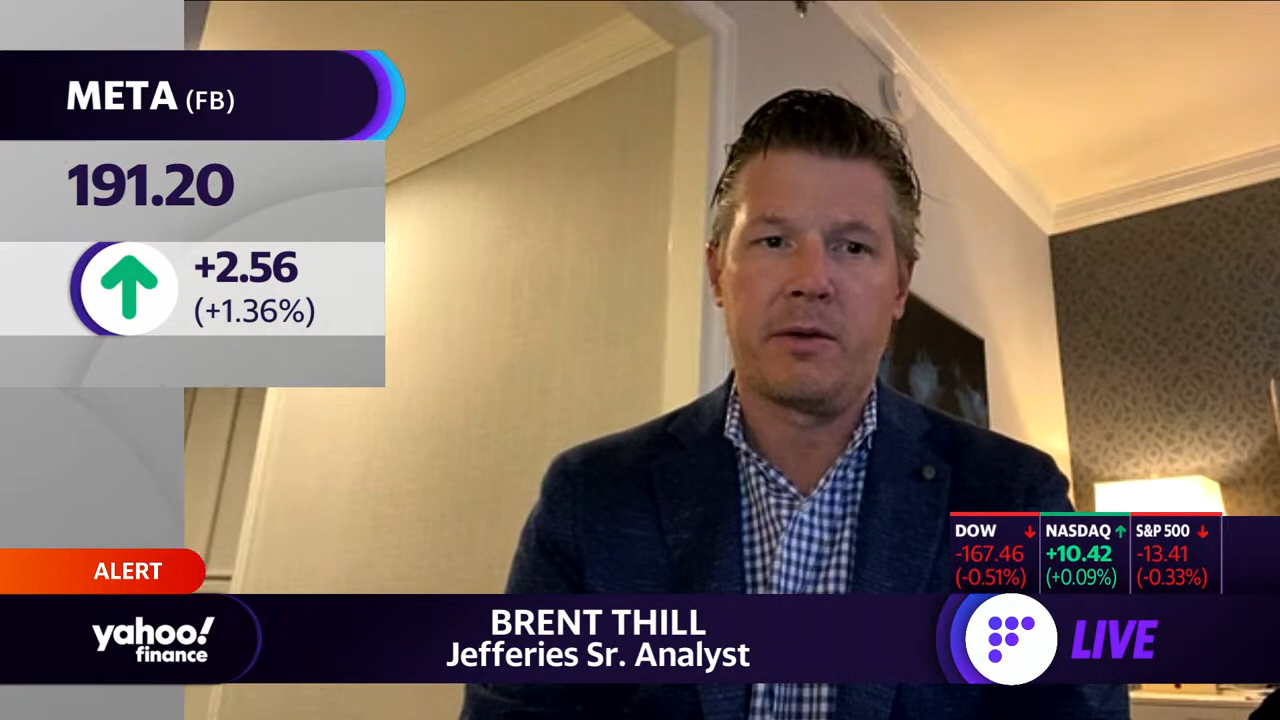 META (FB)
191.20
+2.56
(+1.36%)
DOW
-167.46
(-0.51%)
NASDAQ
+10.42
(+0.09%)
S&P 500
-13.41
(-0.33%)
ALERT
yahoo!
finance
BRENT THILL
Jefferies Sr. Analyst
LIVE